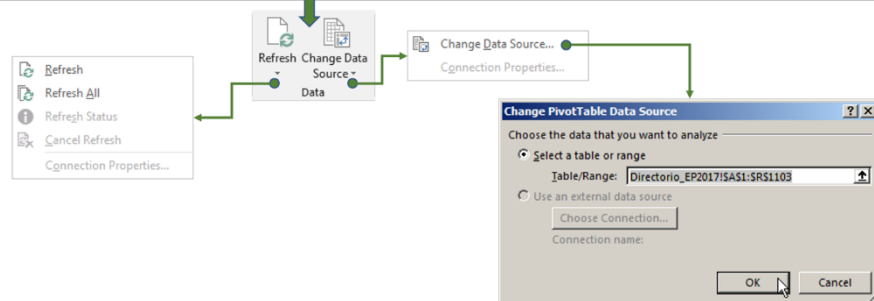 Refresh
Refresh All
Refresh Status
Cancel Refresh
Connection Properties...
Refresh Change Data
Source
Data
Change Data Source...
Connection Properties...
Change PivotTable Data Source
Choose the data that you want to analyze
Select a table or range
Table/Range: Directorio_EP2017!$A$1:$R$1103
Use an external data source
Choose Connection...
Connection name:
OK Cancel